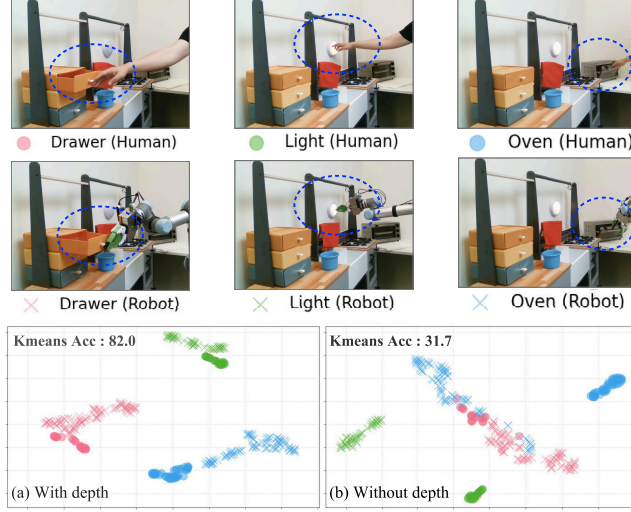 Drawer (Human)
Light (Human)
Oven (Human)
Drawer (Robot)
Light (Robot)
Oven (Robot)
Kmeans Acc : 82.0
Kmeans Acc : 31.7
(a) With depth
(b) Without depth